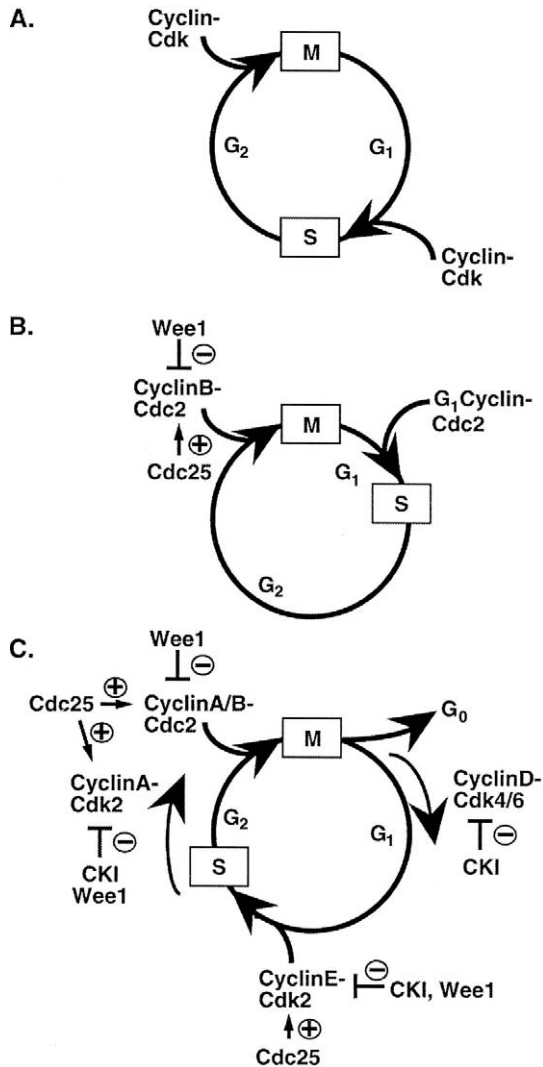 A.
Cyclin-
Cdk
M
G2
G1
S
Cyclin-
Cdk
B.
Wee1
⊖
CyclinB-
Cdc2
⊕
Cdc25
M
G1Cyclin-
Cdc2
G1
S
G2
C.
Wee1
⊖
Cdc25
⊕
CyclinA/B-
Cdc2
⊕
M
G0
CyclinA-
Cdk2
⊖
CKI
Wee1
G2
G1
CyclinD-
Cdk4/6
⊖
CKI
S
CyclinE-
Cdk2
⊖
CKI, Wee1
⊕
Cdc25